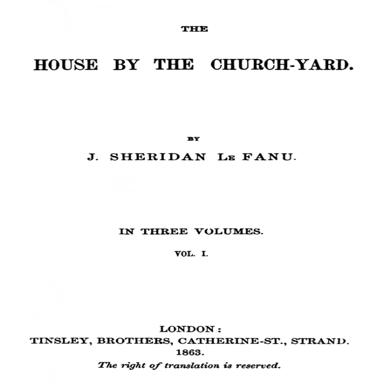 THE
HOUSE BY THE CHURCH-YARD.
BY
J. SHERIDAN LE FANU.
IN THREE VOLUMES.
VOL. I.
LONDON:
TINSLEY, BROTHERS, CATHERINE-ST., STRAND.
1863.
The right of translation is reserved.